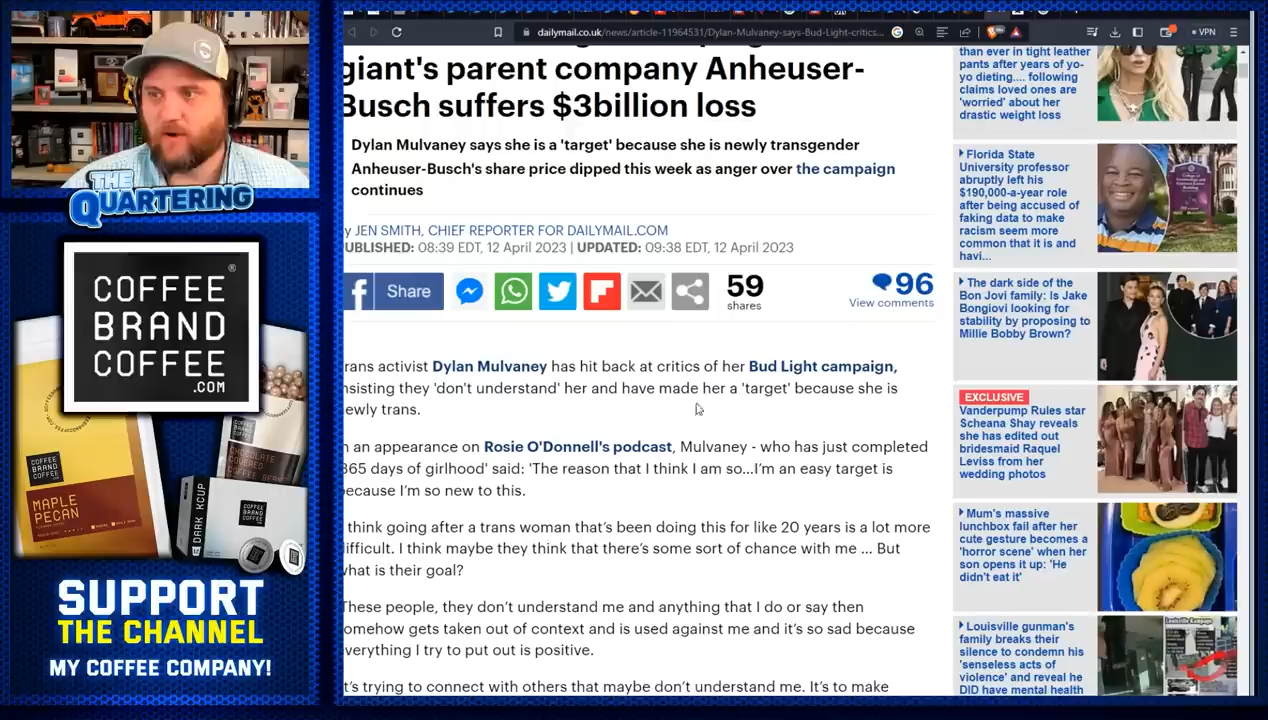 dailymail.co.uk/news/article-11964531/Dylan-Mulvaney-says-Bud-Light-critics...
VPN
giant's parent company Anheuser-
Busch suffers $3billion loss
Dylan Mulvaney says she is a 'target' because she is newly transgender
Anheuser-Busch's share price dipped this week as anger over the campaign
continues
y JEN SMITH, CHIEF REPORTER FOR DAILYMAIL.COM
UBLISHED: 08:39 EDT, 12 April 2023 | UPDATED: 09:38 EDT, 12 April 2023
f Share
59
shares
96
View comments
rans activist Dylan Mulvaney has hit back at critics of her Bud Light campaign,
nsisting they 'don't understand' her and have made her a 'target' because she is
ewly trans.
n an appearance on Rosie O'Donnell's podcast, Mulvaney - who has just completed
365 days of girlhood' said: 'The reason that I think I am so...I'm an easy target is
because I'm so new to this.
think going after a trans woman that's been doing this for like 20 years is a lot more
ifficult. I think maybe they think that there's some sort of chance with me ... But
what is their goal?
These people, they don't understand me and anything that I do or say then
omehow gets taken out of context and is used against me and it's so sad because
verything I try to put out is positive.
t's trying to connect with others that maybe don't understand me. It's to make
than ever in tight leather
pants after years of yo-
yo dieting.... following
claims loved ones are
'worried' about her
drastic weight loss
Florida State
University professor
abruptly left his
$190,000-a-year role
after being accused of
faking data to make
racism seem more
common that it is and
havi...
The dark side of the
Bon Jovi family: Is Jake
Bongiovi looking for
stability by proposing to
Millie Bobby Brown?
EXCLUSIVE
Vanderpump Rules star
Scheana Shay reveals
she has edited out
bridesmaid Raquel
Leviss from her
wedding photos
Mum's massive
lunchbox fail after her
cute gesture becomes a
'horror scene' when her
son opens it up: 'He
didn't eat it'
Louisville gunman's
family breaks their
silence to condemn his
'senseless acts of
violence' and reveal he
DID have mental health
THE
QUARTERING
COFFEE®
BRAND
COFFEE
.COM
COFFEE
BRAND
COFFEE
MAPLE
PECAN
COFFEE
BRAND
COFFEE
CHOCOLATE
COVERED
COFFEE
DARK KCUP
COFFEE
BRAND
COFFEE
SUPPORT
THE CHANNEL
MY COFFEE COMPANY!